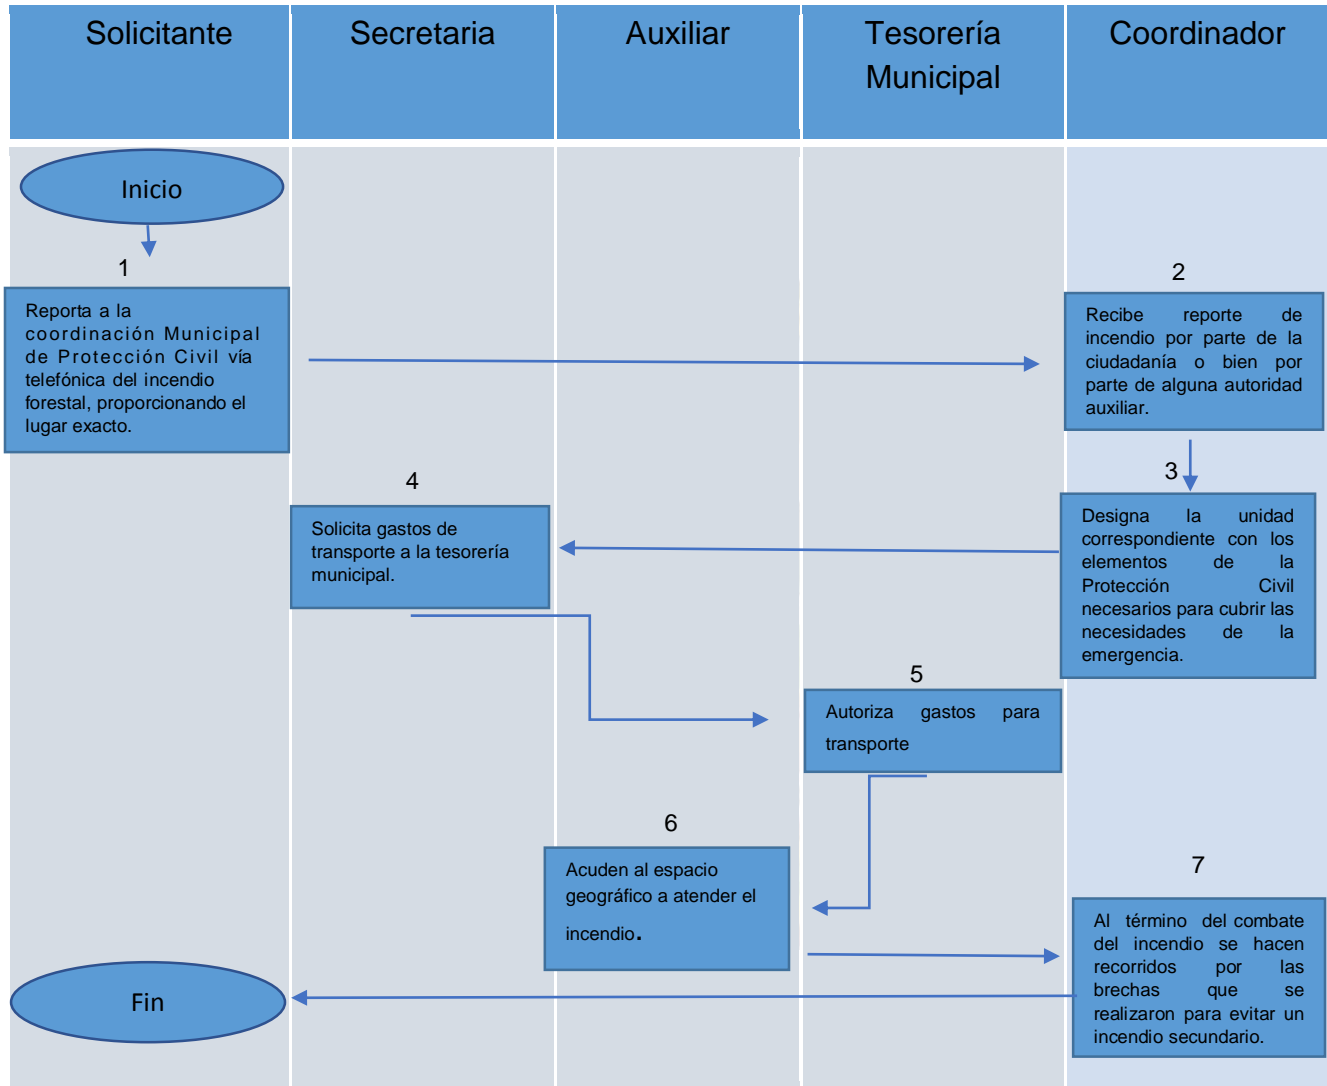 Solicitante
Secretaria
Auxiliar
Tesorería
Municipal
Coordinador
Inicio
1
Reporta a la
coordinación Municipal
de Protección Civil vía
telefónica del incendio
forestal, proporcionando el
lugar exacto.
2
Recibe reporte de
incendio por parte de la
ciudadanía o bien por
parte de alguna autoridad
auxiliar.
3
Designa la unidad
correspondiente con los
elementos de la
Protección Civil
necesarios para cubrir las
necesidades de la
emergencia.
4
Solicita gastos de
transporte a la tesorería
municipal.
5
Autoriza gastos para
transporte
6
Acuden al espacio
geográfico a atender el
incendio.
7
Al término del combate
del incendio se hacen
recorridos por las
brechas que se
realizaron para evitar un
incendio secundario.
Fin